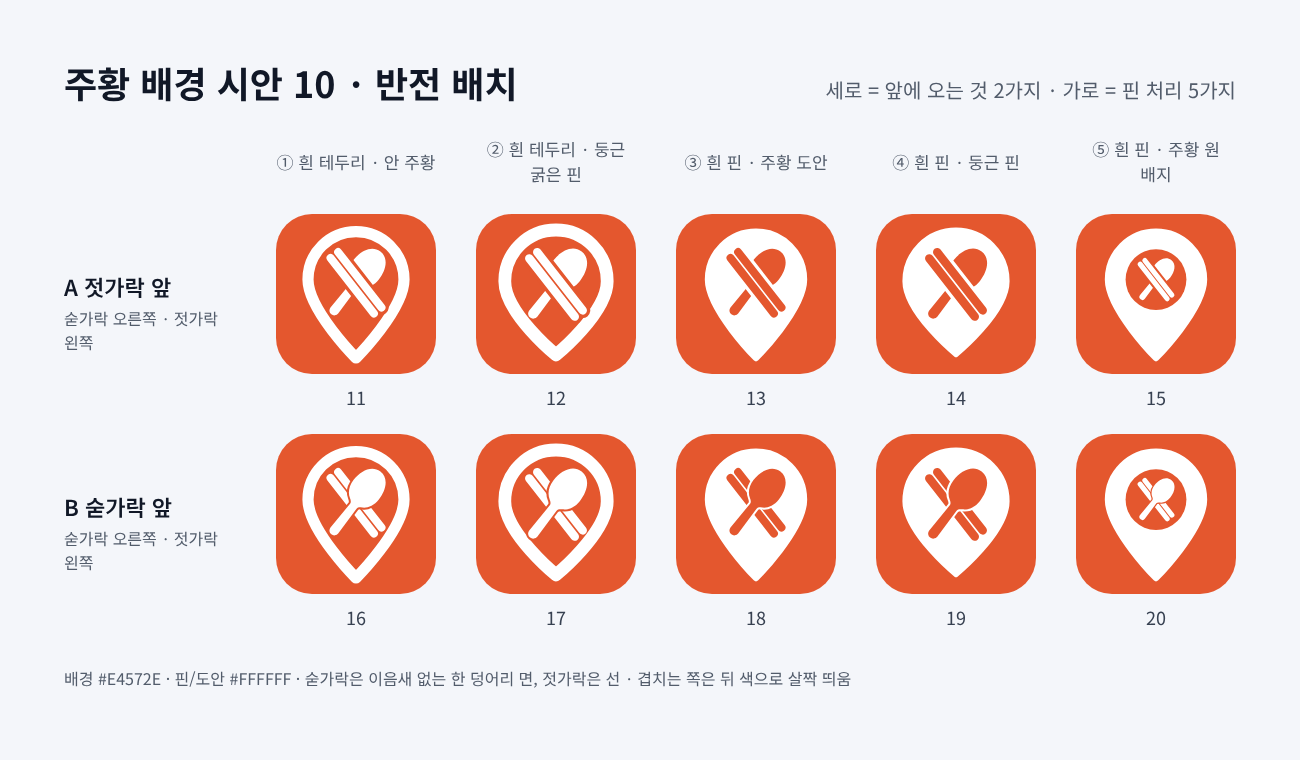 주황 배경 시안 10 · 반전 배치
세로 = 앞에 오는 것 2가지 · 가로 = 핀 처리 5가지
① 흰 테두리 · 안 주황
② 흰 테두리 · 둥근
굵은 핀
③ 흰 핀 · 주황 도안
④ 흰 핀 · 둥근 핀
⑤ 흰 핀 · 주황 원
배지
A 젓가락 앞
숟가락 오른쪽 · 젓가락
왼쪽
11
12
13
14
15
B 숟가락 앞
숟가락 오른쪽 · 젓가락
왼쪽
16
17
18
19
20
배경 #E4572E · 핀/도안 #FFFFFF · 숟가락은 이음새 없는 한 덩어리 면, 젓가락은 선 · 겹치는 쪽은 뒤 색으로 살짝 띄움